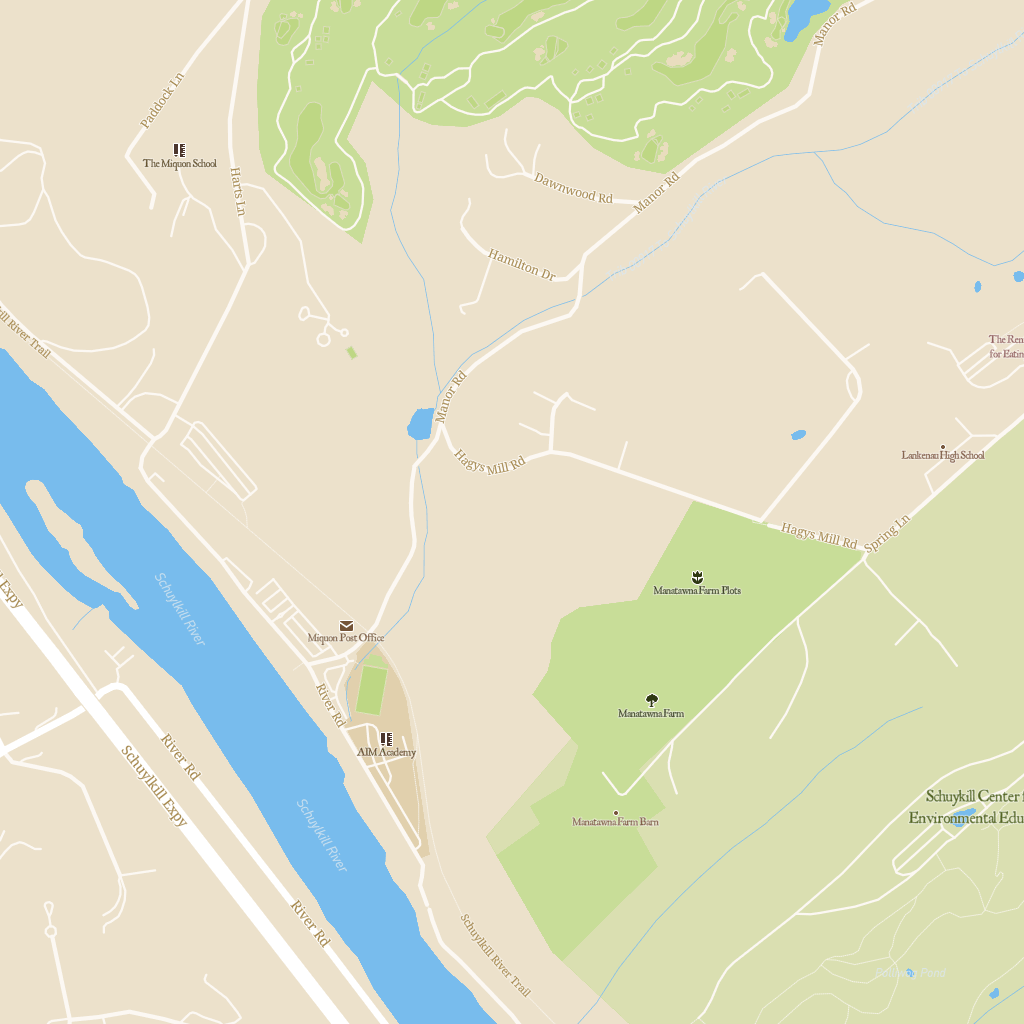 Manor Rd
Paddock Ln
The Miquon School
Harts Ln
Dawnwood Rd
Manor Rd
Hamilton Dr
River Trail
The Ren
for Eatin
Manor Rd
Hagys Mill Rd
Lankenau High School
Hagys Mill Rd
Spring Ln
Expy
Schuylkill River
Manatawna Farm Plots
Miquon Post Office
River Rd
Manatawna Farm
River Rd
AIM Academy
Schuylkill Expy
Schuylkill River
Manatawna Farm Barn
Schuykill Center f
Environmental Edu
River Rd
Schuylkill River Trail
Pond